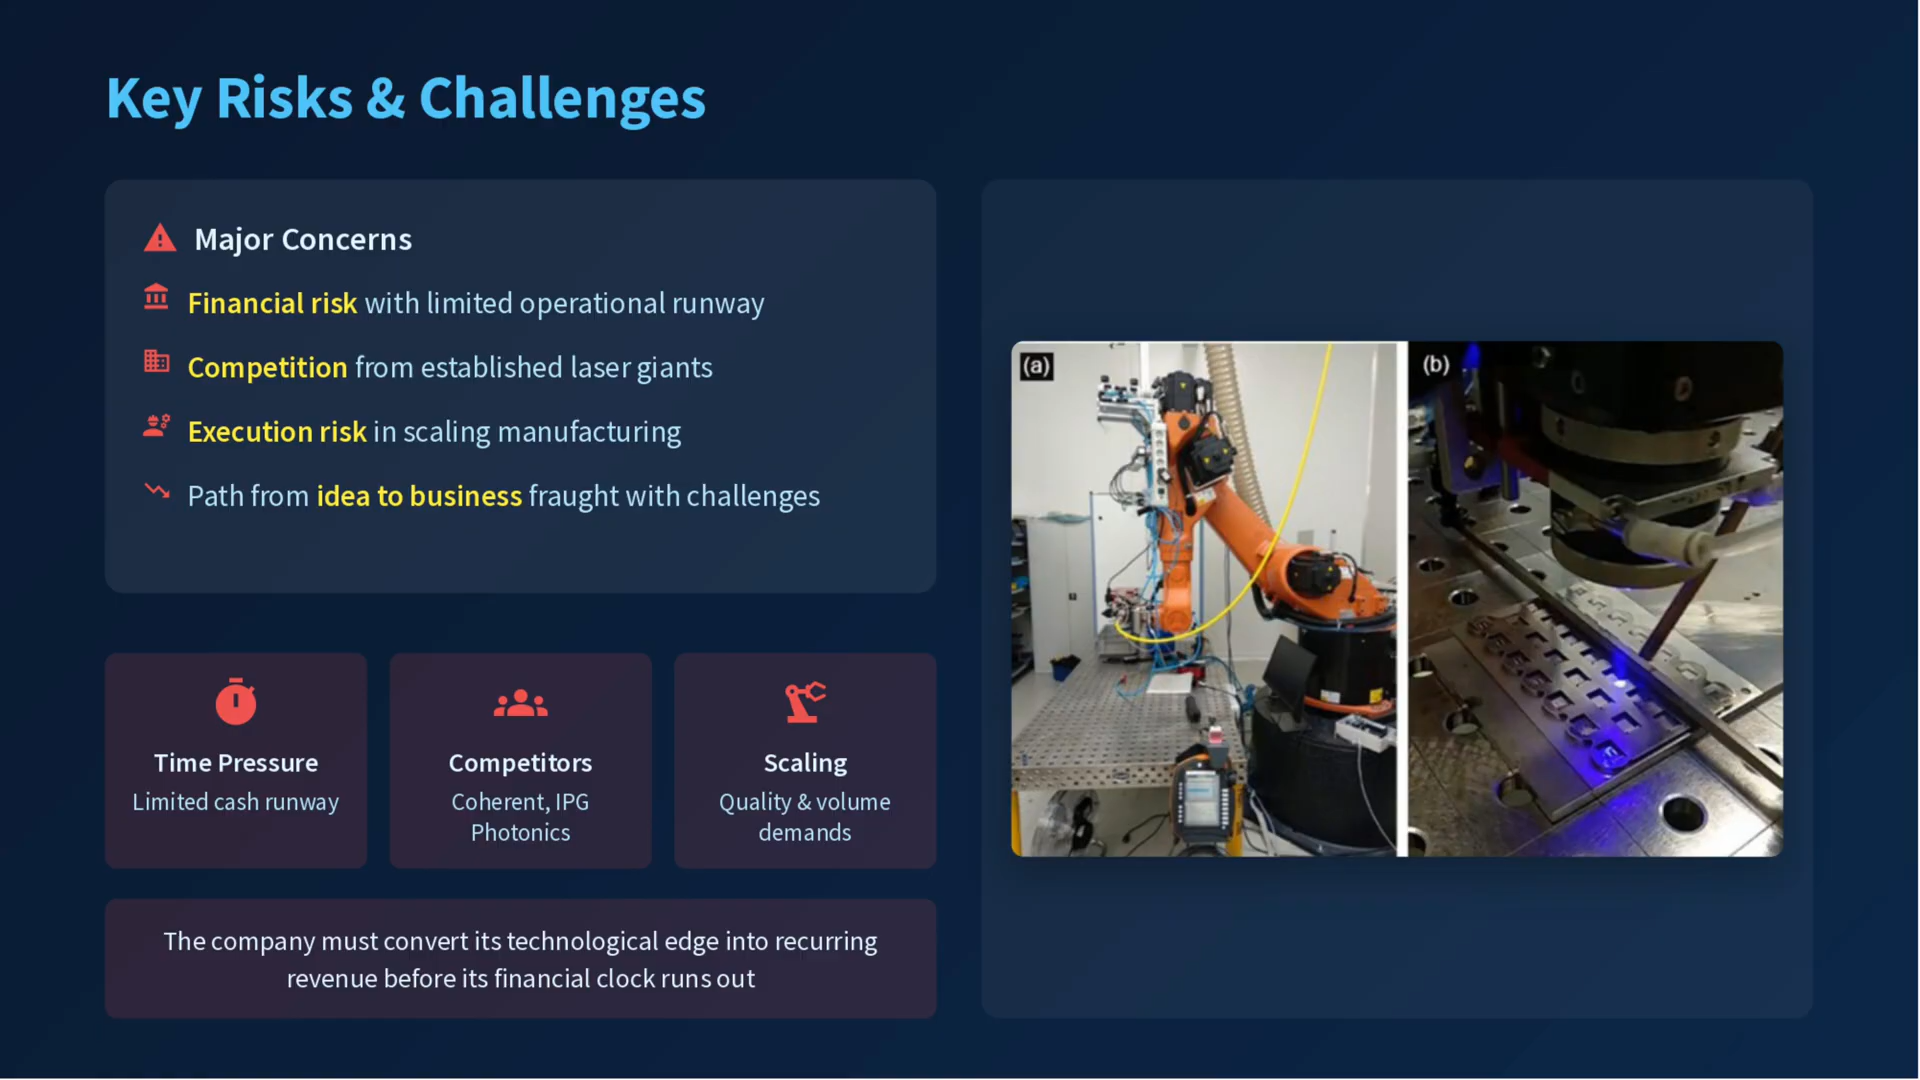 Key Risks & Challenges
Major Concerns
Financial risk with limited operational runway
Competition from established laser giants
Execution risk in scaling manufacturing
Path from idea to business fraught with challenges
Time Pressure
Limited cash runway
Competitors
Coherent, IPG
Photonics
Scaling
Quality & volume
demands
The company must convert its technological edge into recurring
revenue before its financial clock runs out
(a)
(b)